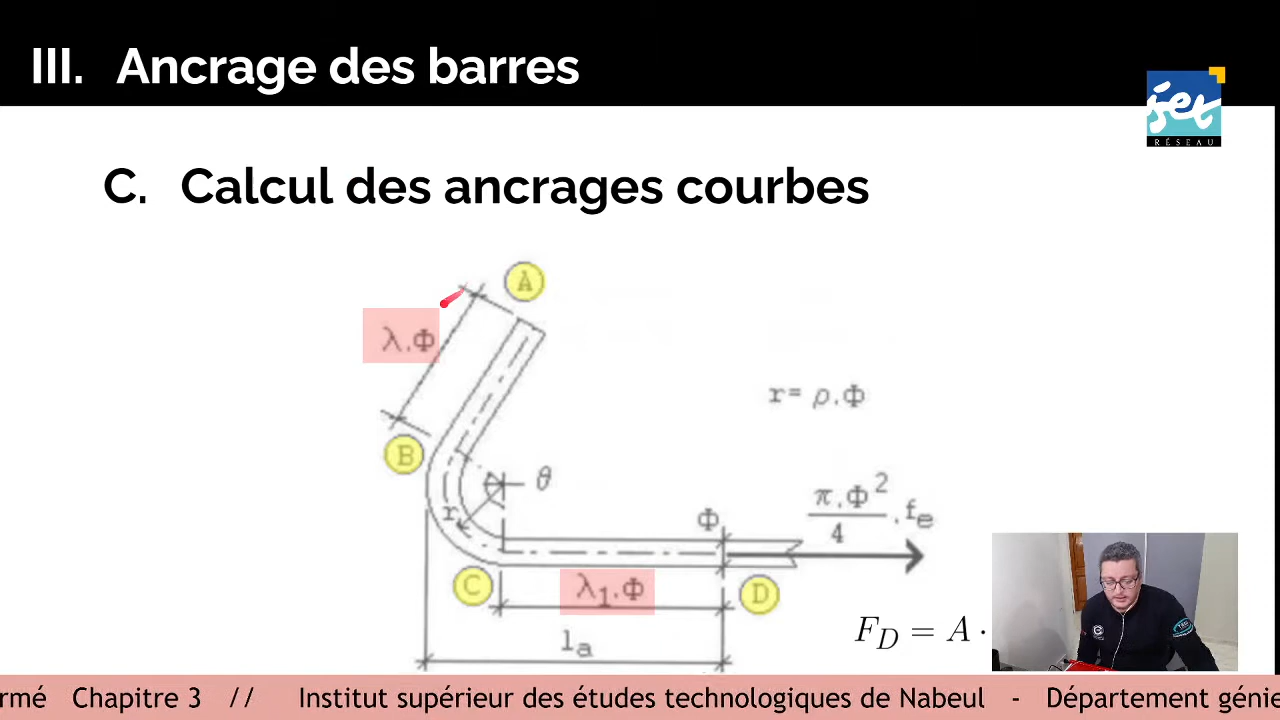 III. Ancrage des barres
iset
RÉSEAU
C. Calcul des ancrages courbes
A
λ.Φ
r= ρ.Φ
B
θ
r
Φ
π.Φ²
4
.fe
C
λ1.Φ
D
la
F_D = A ·
rmé Chapitre 3 // Institut supérieur des études technologiques de Nabeul - Département génie